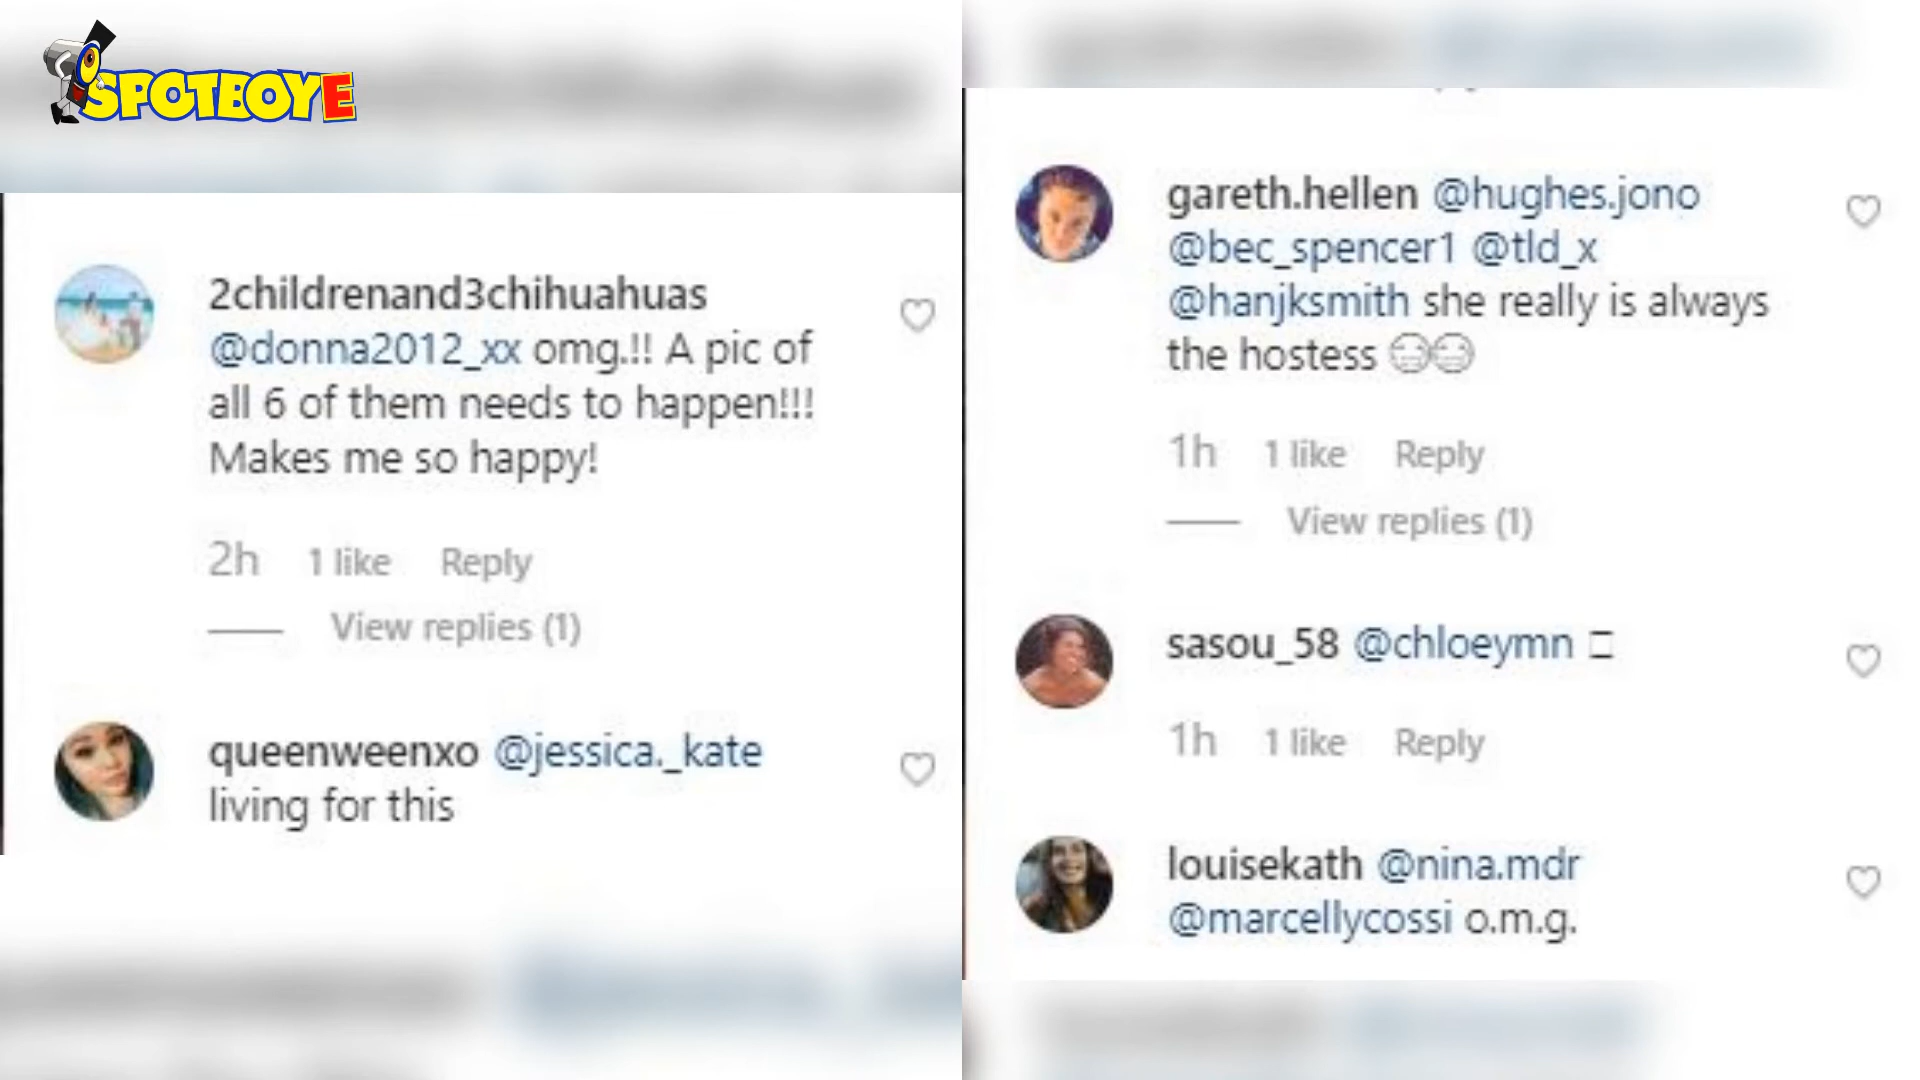 SPOTBOYE
2childrenand3chihuahuas
@donna2012_xx omg.!! A pic of
all 6 of them needs to happen!!!
Makes me so happy!
2h 1 like Reply
View replies (1)
queenweenxo @jessica._kate
living for this
gareth.hellen @hughes.jono
@bec_spencer1 @tld_x
@hanjksmith she really is always
the hostess 😂😂
1h 1 like Reply
View replies (1)
sasou_58 @chloeymn □
1h 1 like Reply
louisekath @nina.mdr
@marcellycossi o.m.g.